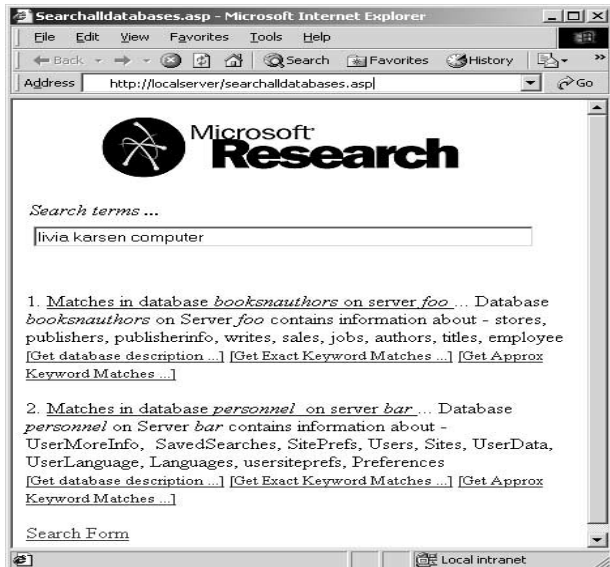 Searchalldatabases.asp - Microsoft Internet Explorer
File Edit View Favorites Tools Help
Back Search Favorites History »
Address http://localserver/searchalldatabases.asp Go
Microsoft
Research
Search terms ...
livia karsen computer
1. Matches in database booksnauthors on server foo ... Database
booksnauthors on Server foo contains information about - stores,
publishers, publisherinfo, writes, sales, jobs, authors, titles, employee
[Get database description ...] [Get Exact Keyword Matches ...] [Get Approx
Keyword Matches ...]
2. Matches in database personnel on server bar ... Database
personnel on Server bar contains information about -
UserMoreInfo, SavedSearches, SitePrefs, Users, Sites, UserData,
UserLanguage, Languages, usersiteprefs, Preferences
[Get database description ...] [Get Exact Keyword Matches ...] [Get Approx
Keyword Matches ...]
Search Form
Local intranet